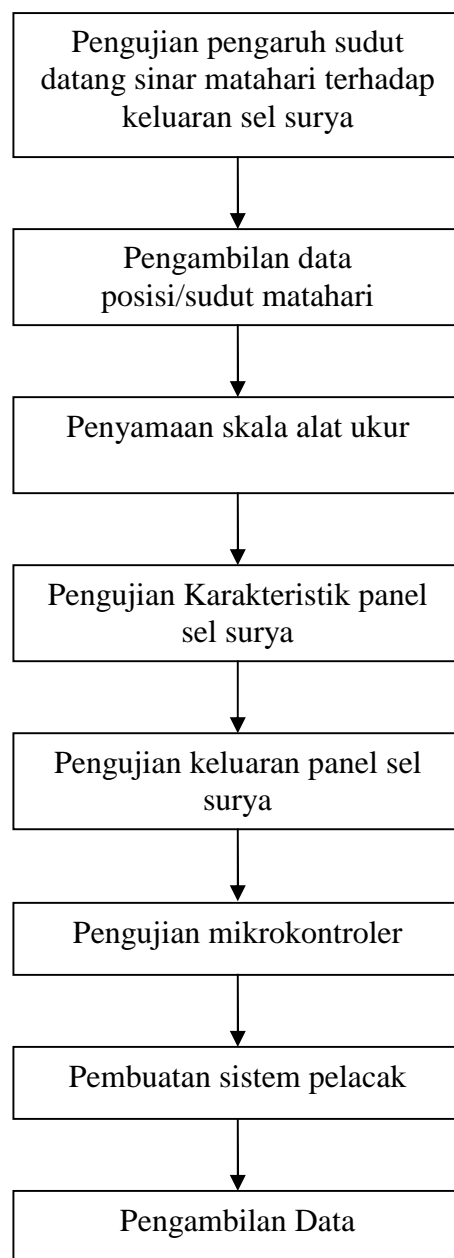 Pengujian pengaruh sudut
datang sinar matahari terhadap
keluaran sel surya
Pengambilan data
posisi/sudut matahari
Penyamaan skala alat ukur
Pengujian Karakteristik panel
sel surya
Pengujian keluaran panel sel
surya
Pengujian mikrokontroler
Pembuatan sistem pelacak
Pengambilan Data